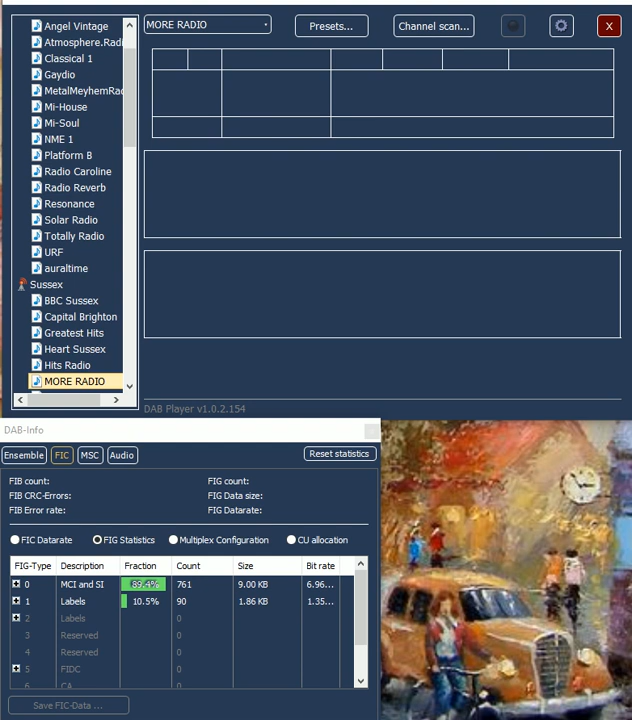 Angel Vintage
Atmosphere.Radi
Classical 1
Gaydio
MetalMeyhemRad
Mi-House
Mi-Soul
NME 1
Platform B
Radio Caroline
Radio Reverb
Resonance
Solar Radio
Totally Radio
URF
auraltime
Sussex
BBC Sussex
Capital Brighton
Greatest Hits
Heart Sussex
Hits Radio
MORE RADIO
MORE RADIO
Presets...
Channel scan...
X
DAB Player v1.0.2.154
DAB-Info
Ensemble FIC MSC Audio Reset statistics
FIB count: FIG count:
FIB CRC-Errors: FIG Data size:
FIB Error rate: FIG Datarate:
FIC Datarate FIG Statistics Multiplex Configuration CU allocation
FIG-Type Description Fraction Count Size Bit rate
0 MCI and SI 89.4% 761 9.00 KB 6.96...
1 Labels 10.5% 90 1.86 KB 1.35...
2 Labels 0
3 Reserved 0
4 Reserved 0
5 FIDC 0
6 CA 0
Save FIC-Data ...